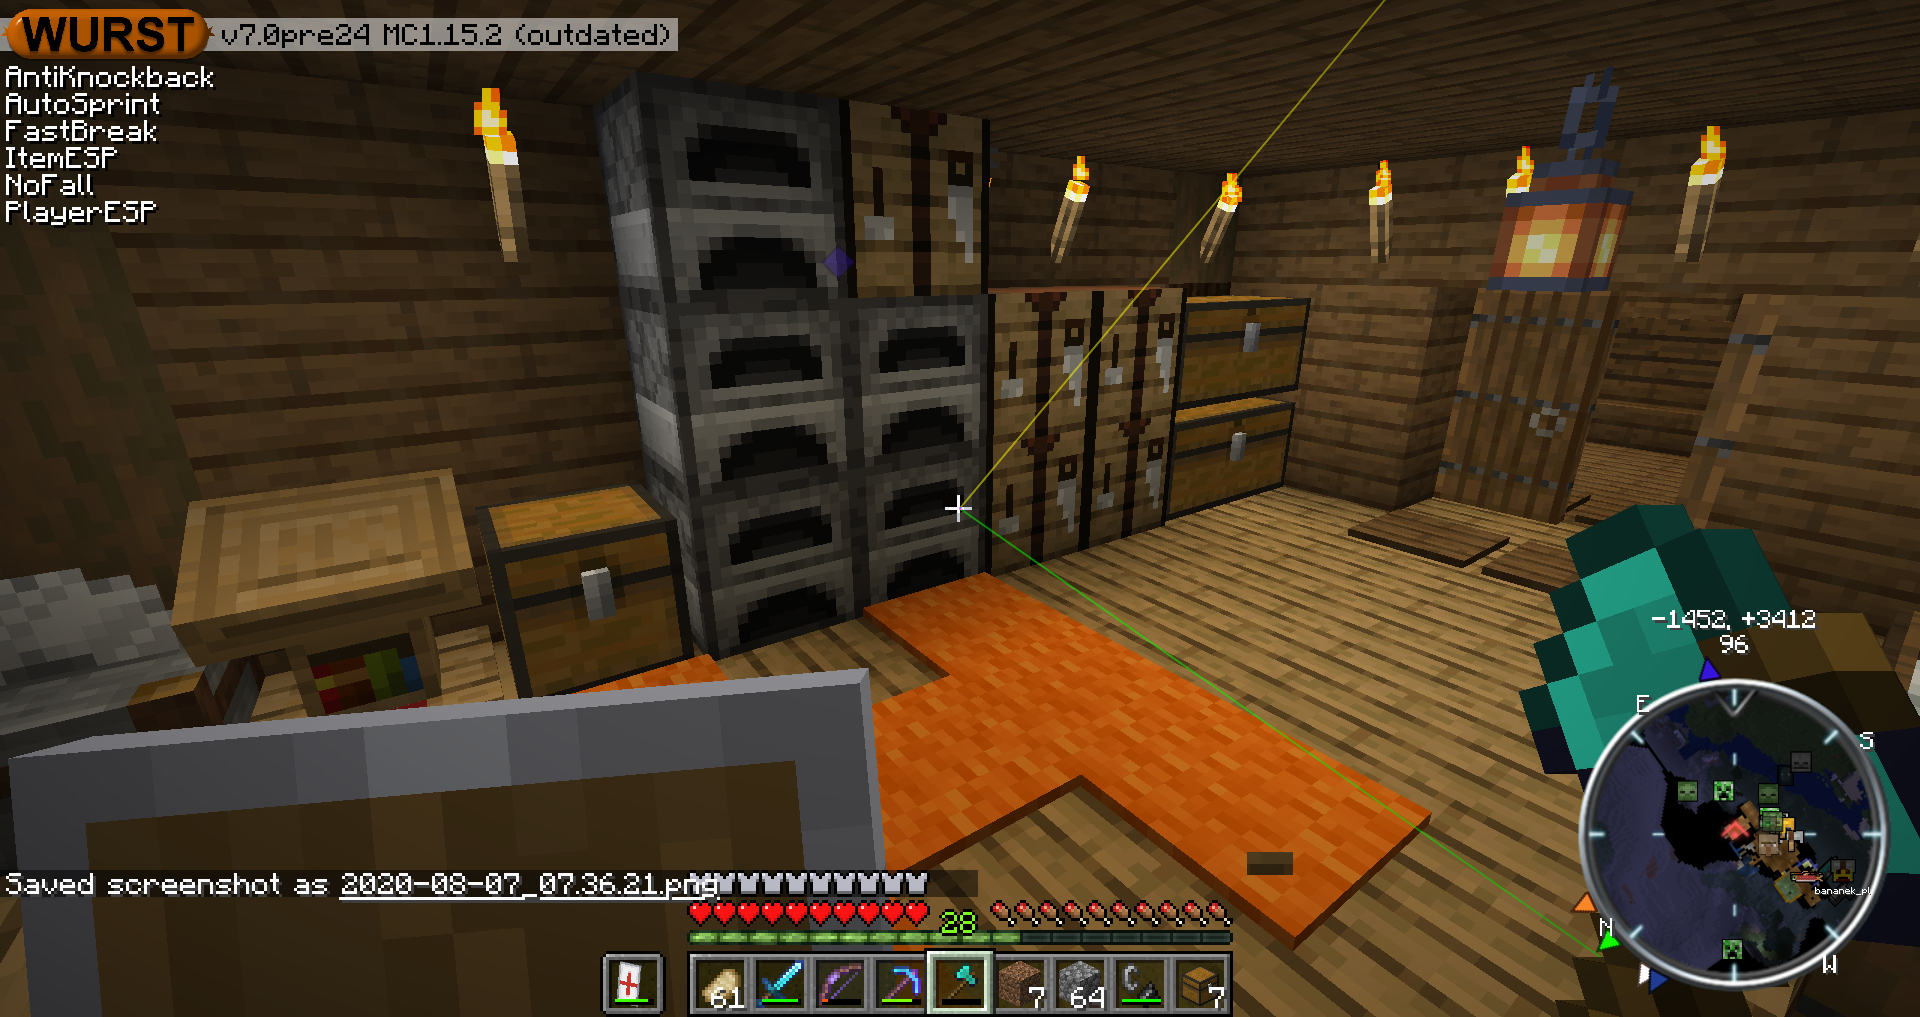 WURST v7.0pre24 MC1.15.2 (outdated)
AntiKnockback
AutoSprint
FastBreak
ItemESP
NoFall
PlayerESP
-1452, +3412
96
E
S
bananek_pl
N
W
Saved screenshot as 2020-08-07_07.36.21.png
28
61
7
64
7